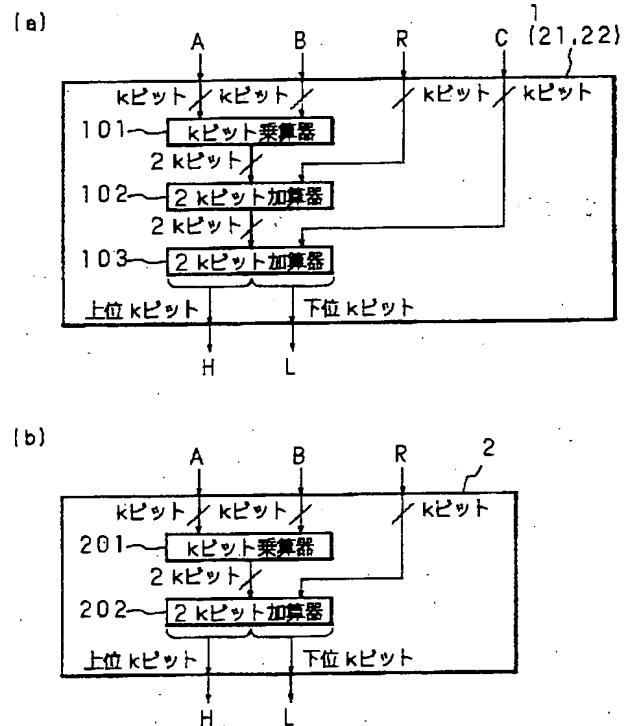 (a)
1
(21,22)
A B R C
kビット kビット kビット kビット
101 kビット乗算器
2kビット
102 2kビット加算器
2kビット
103 2kビット加算器
上位kビット 下位kビット
H L
(b)
2
A B R
kビット kビット kビット
201 kビット乗算器
2kビット
202 2kビット加算器
上位kビット 下位kビット
H L